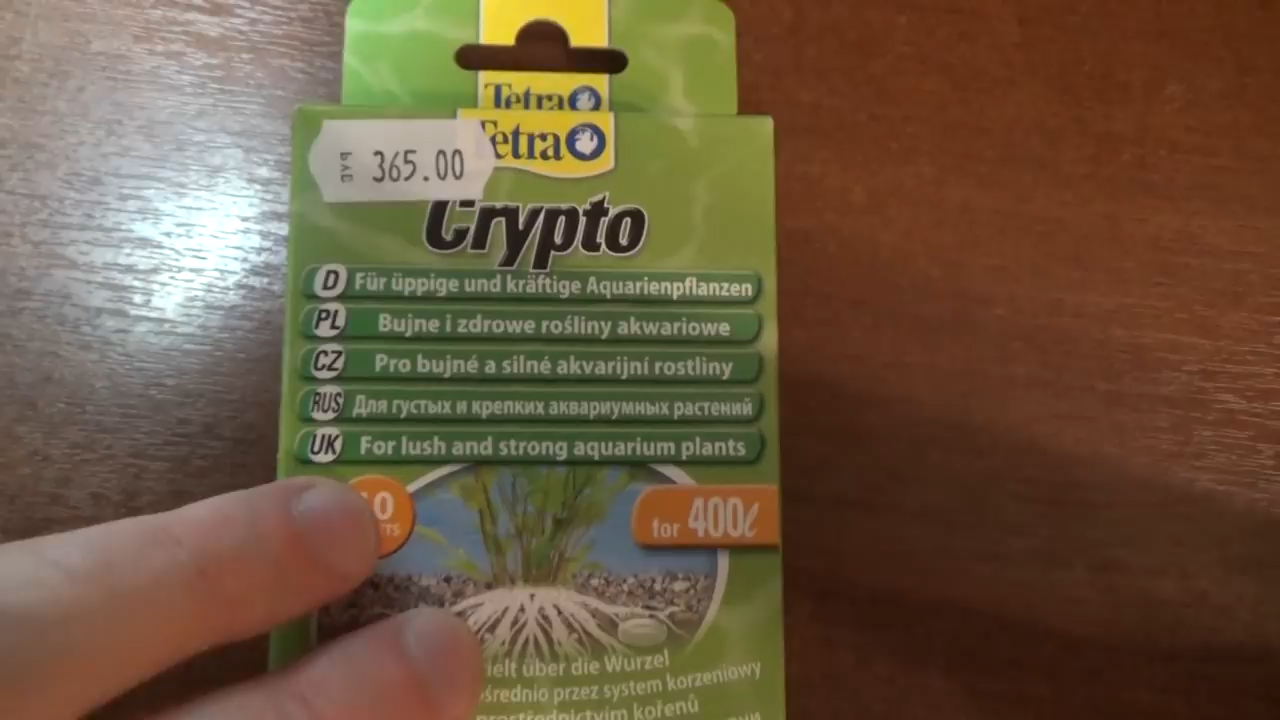 Tetra
Tetra
руб 365.00
Crypto
D Für üppige und kräftige Aquarienpflanzen
PL Bujne i zdrowe rośliny akwariowe
CZ Pro bujné a silné akvarijní rostliny
RUS Для густых и крепких аквариумных растений
UK For lush and strong aquarium plants
for 400ℓ
über die Wurzel
przez system korzeniowy
prostřednictvím kořenů